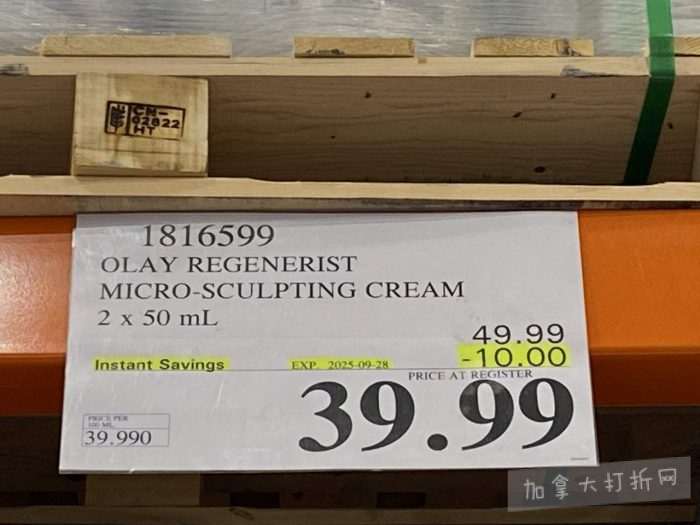 CM-
02822
HT
1816599
OLAY REGENERIST
MICRO-SCULPTING CREAM
2 x 50 mL
49.99
Instant Savings EXP. 2025-09-28 -10.00
PRICE AT REGISTER
39.99
PRICE PER
100 ML
39.990
加拿大打折网